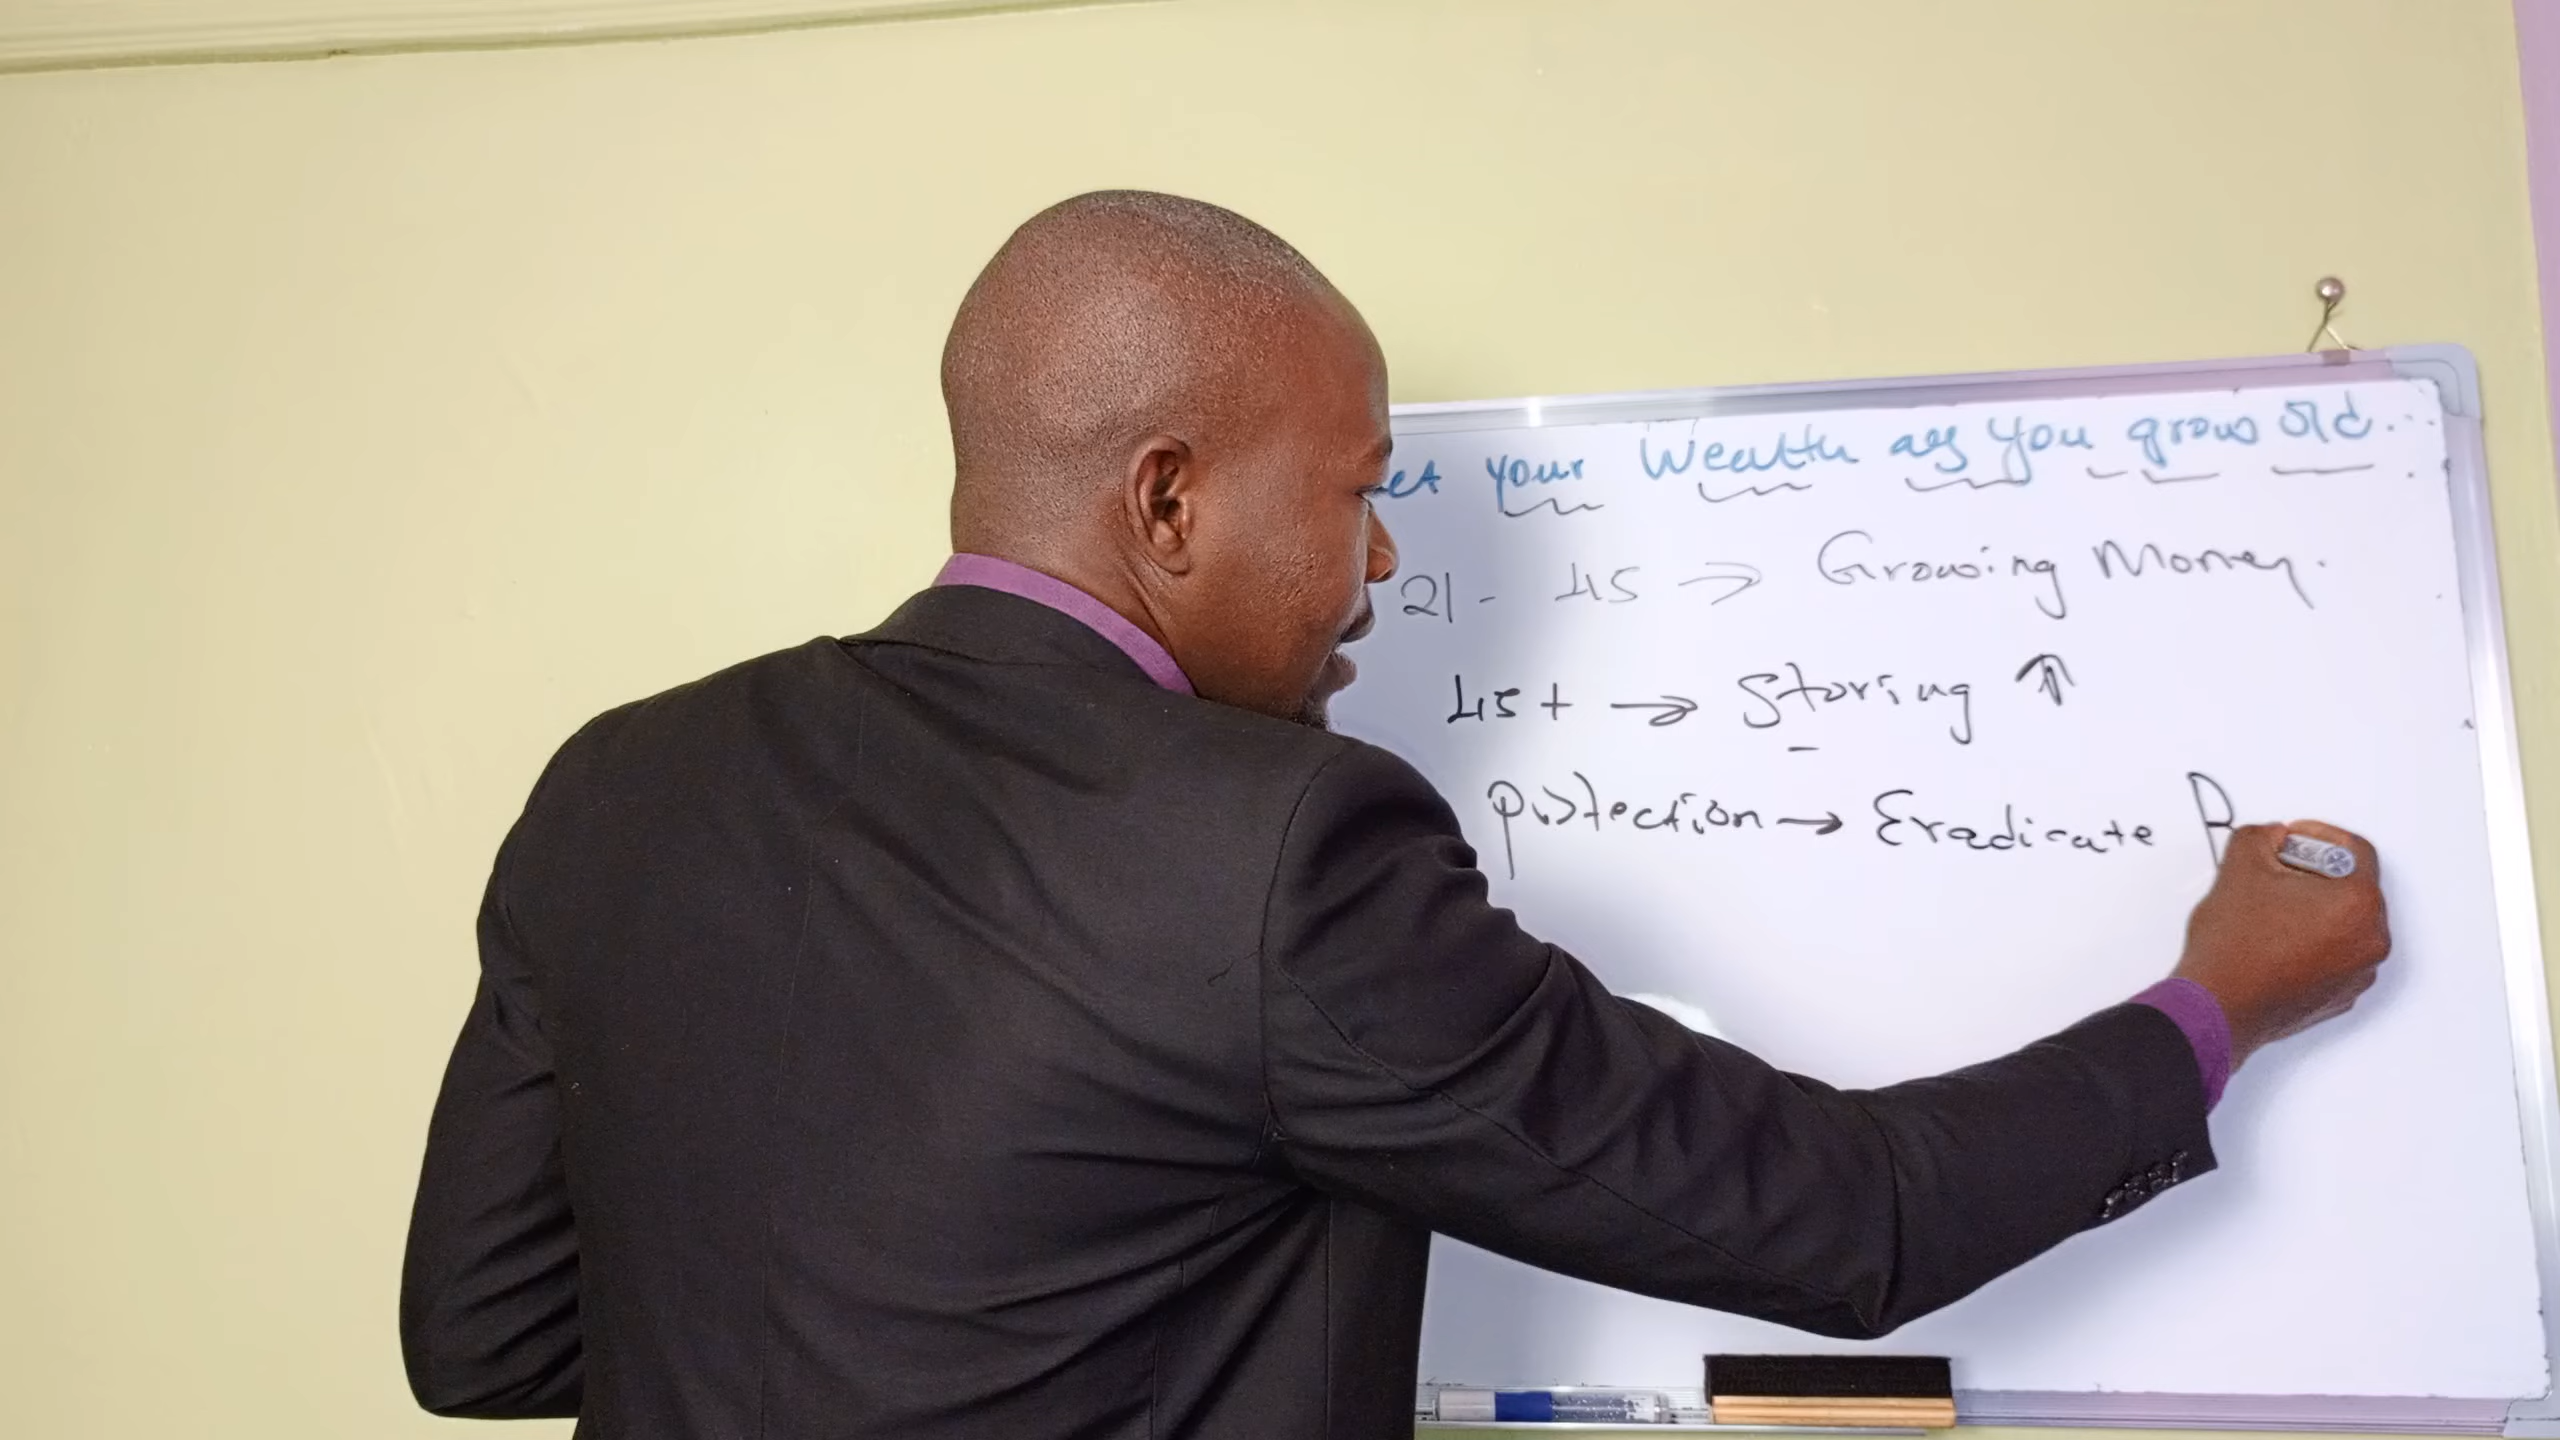 your Wealth as you grow old...
21 - 45 → Growing Money.
45+ → Storing ↑
protection → Eradicate